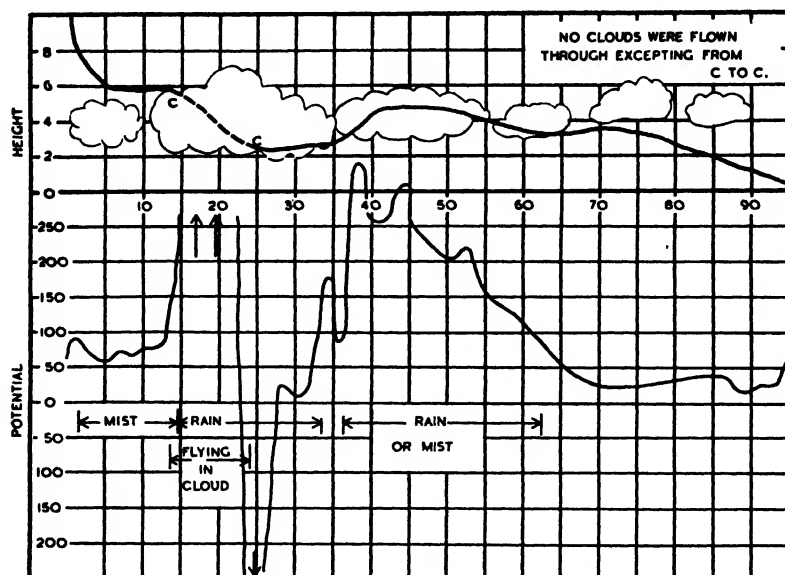 NO CLOUDS WERE FLOWN
THROUGH EXCEPTING FROM
C TO C.
HEIGHT
8
6
4
2
0
C
C
10 20 30 40 50 60 70 80 90
POTENTIAL
250
200
150
100
50
0
50
100
150
200
MIST
RAIN
RAIN
OR MIST
FLYING
IN
CLOUD